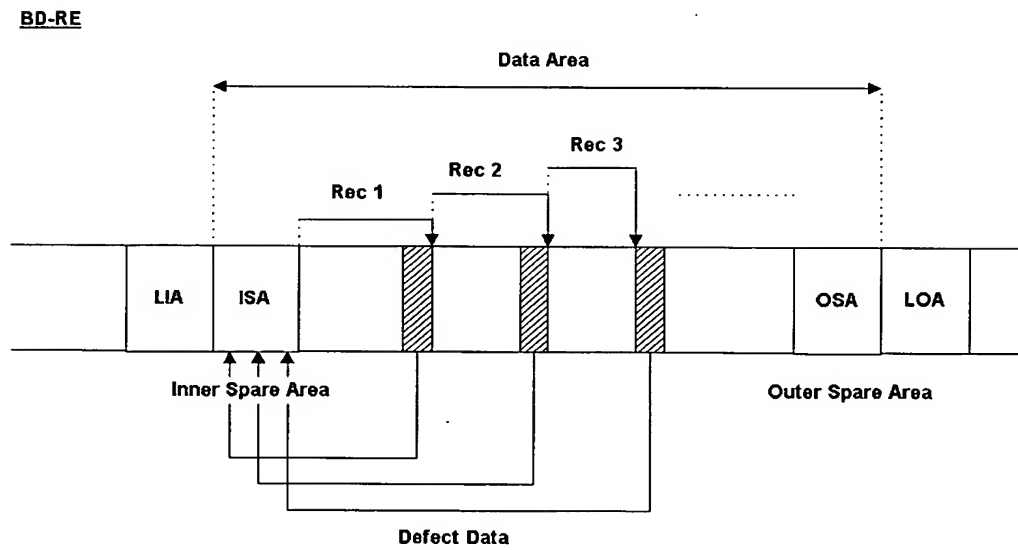 BD-RE
Data Area
Rec 1
Rec 2
Rec 3
LIA
ISA
OSA
LOA
Inner Spare Area
Outer Spare Area
Defect Data